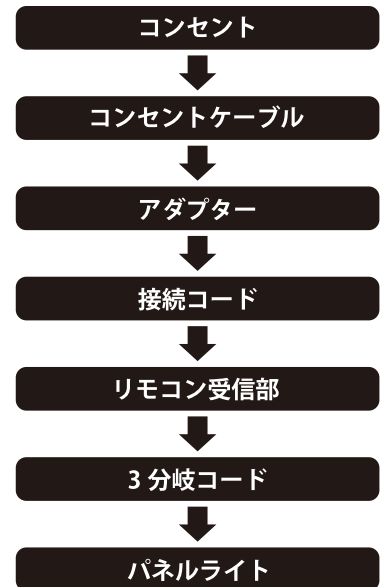 コンセント
コンセントケーブル
アダプター
接続コード
リモコン受信部
3 分岐コード
パネルライト